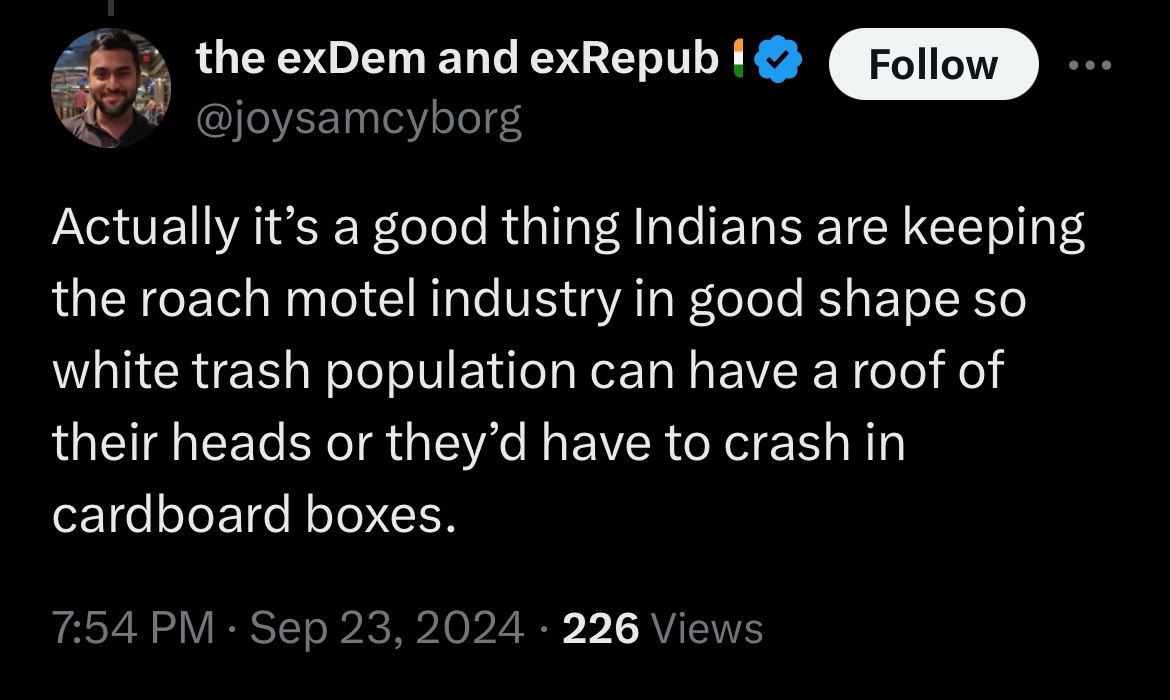 the exDem and exRepub
Follow
@joysamcyborg
Actually it’s a good thing Indians are keeping
the roach motel industry in good shape so
white trash population can have a roof of
their heads or they’d have to crash in
cardboard boxes.
7:54 PM · Sep 23, 2024 · 226 Views